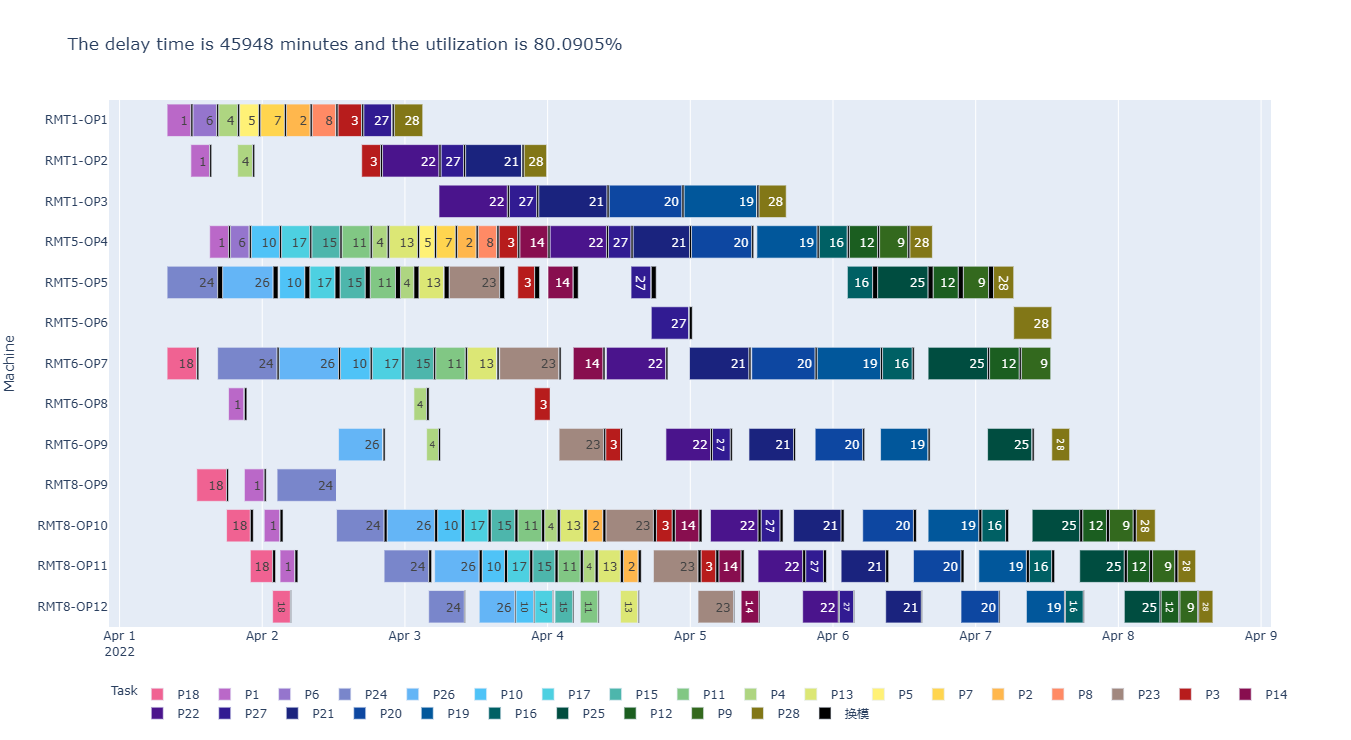 The delay time is 45948 minutes and the utilization is 80.0905%
RMT1-OP1 1 6 4 5 7 2 8 3 27 28
RMT1-OP2 1 4 3 22 27 21 28
RMT1-OP3 22 27 21 20 19 28
RMT5-OP4 1 6 10 17 15 11 4 13 5 7 2 8 3 14 22 27 21 20 19 16 12 9 28
RMT5-OP5 24 26 10 17 15 11 4 13 23 3 14 27 16 25 12 9 28
RMT5-OP6 27 28
RMT6-OP7 18 24 26 10 17 15 11 13 23 14 22 21 20 19 16 25 12 9
RMT6-OP8 1 4 3
RMT6-OP9 26 4 23 3 22 27 21 20 19 25 28
RMT8-OP9 18 1 24
RMT8-OP10 18 1 24 26 10 17 15 11 4 13 2 23 3 14 22 27 21 20 19 16 25 12 9 28
RMT8-OP11 18 1 24 26 10 17 15 11 4 13 2 23 3 14 22 27 21 20 19 16 25 12 9 28
RMT8-OP12 18 24 26 10 17 15 11 13 23 14 22 27 21 20 19 16 25 12 9 28
Machine
Apr 1 Apr 2 Apr 3 Apr 4 Apr 5 Apr 6 Apr 7 Apr 8 Apr 9
2022
Task P18 P1 P6 P24 P26 P10 P17 P15 P11 P4 P13 P5 P7 P2 P8 P23 P3 P14
P22 P27 P21 P20 P19 P16 P25 P12 P9 P28 换模